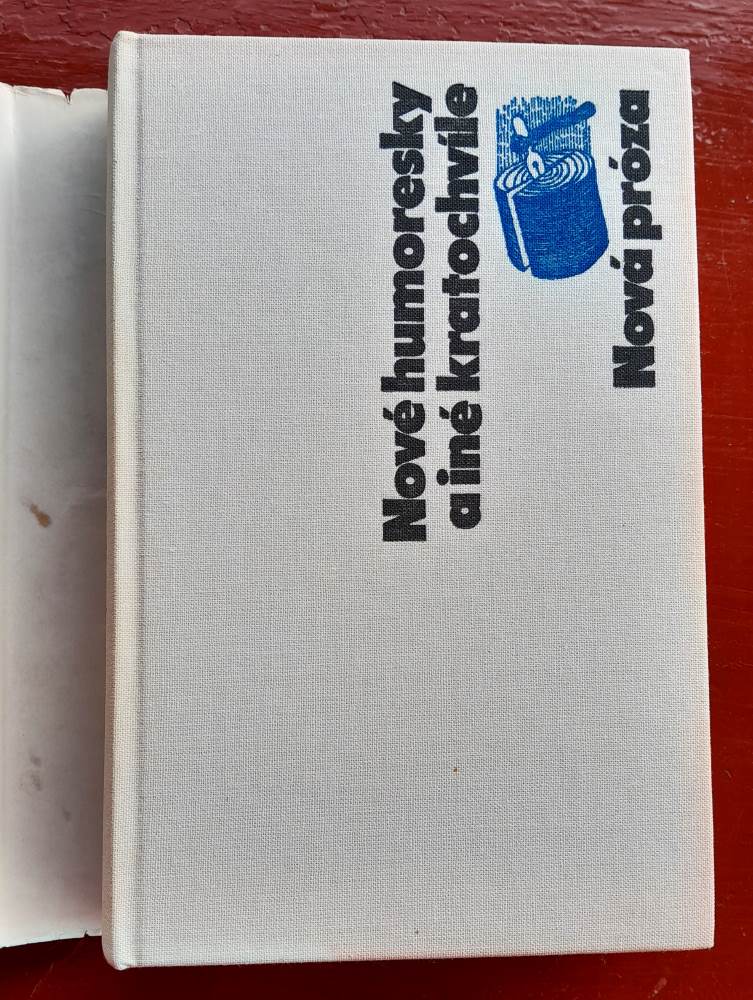 Nové humoresky
a iné kratochvíle
Nová próza